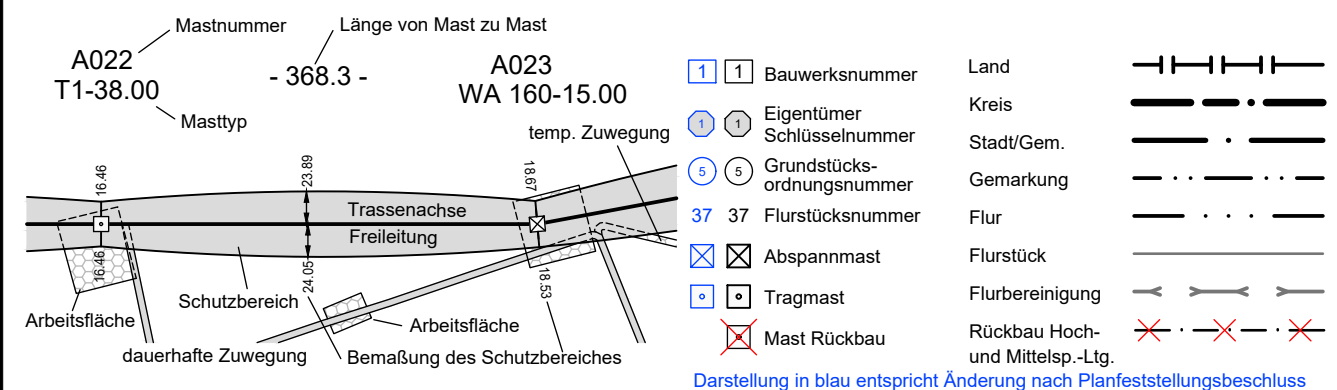 Mastnummer
Länge von Mast zu Mast
A022
T1-38.00
- 368.3 -
A023
WA 160-15.00
Masttyp
temp. Zuwegung
16.46
23.89
18.67
Trassenachse
Freileitung
16.46
24.05
18.53
Schutzbereich
Arbeitsfläche
Arbeitsfläche
dauerhafte Zuwegung
Bemaßung des Schutzbereiches
1 1 Bauwerksnummer
1 1 Eigentümer
Schlüsselnummer
5 5 Grundstücks-
ordnungsnummer
37 37 Flurstücksnummer
Abspannmast
Tragmast
Mast Rückbau
Land
Kreis
Stadt/Gem.
Gemarkung
Flur
Flurstück
Flurbereinigung
Rückbau Hoch-
und Mittelsp.-Ltg.
Darstellung in blau entspricht Änderung nach Planfeststellungsbeschluss